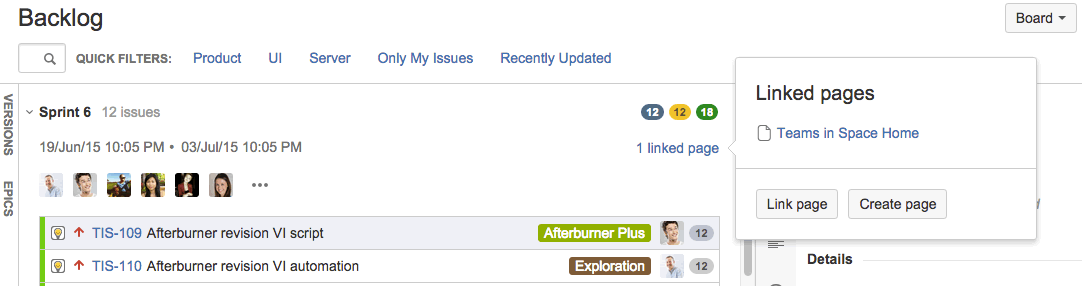 Backlog
Board
QUICK FILTERS: Product UI Server Only My Issues Recently Updated
VERSIONS
EPICS
Sprint 6 12 issues 12 12 18
19/Jun/15 10:05 PM • 03/Jul/15 10:05 PM 1 linked page
Linked pages
Teams in Space Home
Link page Create page
TIS-109 Afterburner revision VI script Afterburner Plus 12
TIS-110 Afterburner revision VI automation Exploration 12
Details